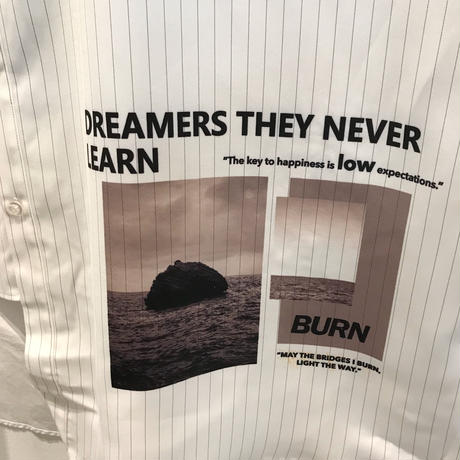 DREAMERS THEY NEVER
LEARN
"The key to happiness is low expectations."
BURN
"MAY THE BRIDGES I BURN,
LIGHT THE WAY."